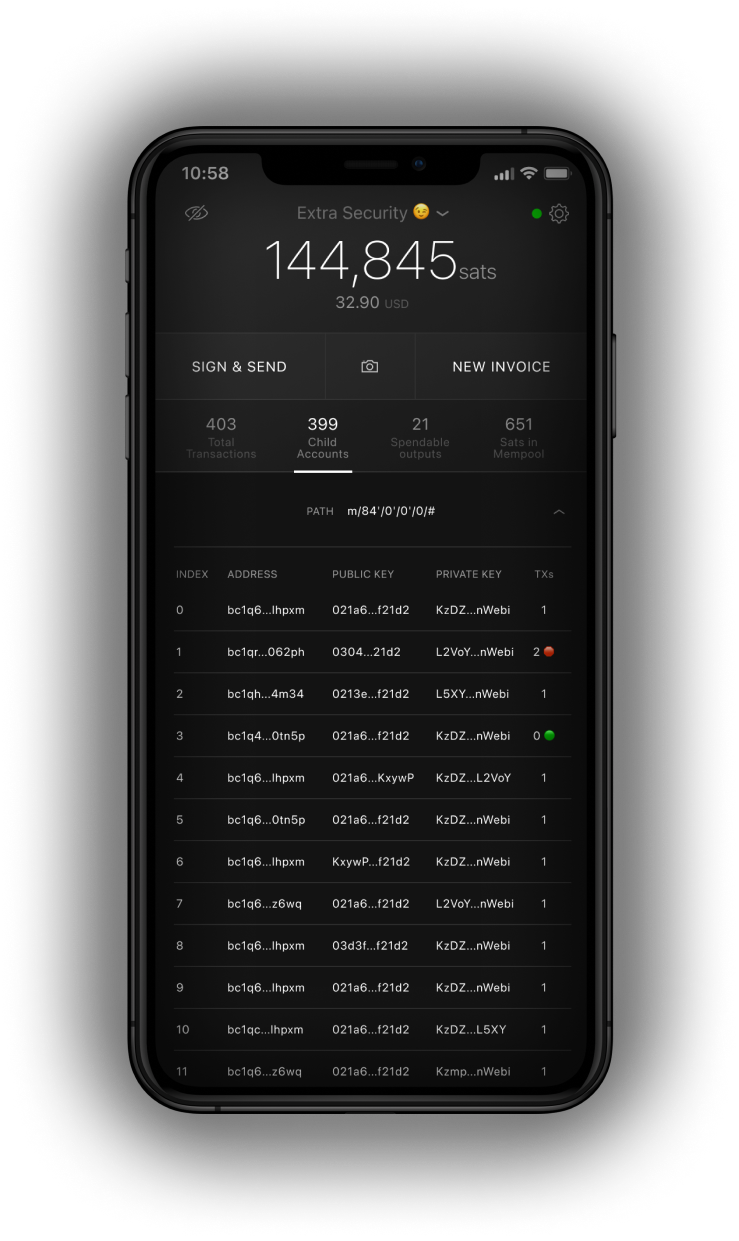 10:58
Extra Security 😉
144,845 sats
32.90 USD
SIGN & SEND NEW INVOICE
403 399 21 651
Total Child Spendable Sats in
Transactions Accounts outputs Mempool
PATH m/84'/0'/0'/0/#
INDEX ADDRESS PUBLIC KEY PRIVATE KEY TXs
0 bc1q6...lhpxm 021a6...f21d2 KzDZ...nWebi 1
1 bc1qr...062ph 0304...21d2 L2VoY...nWebi 2
2 bc1qh...4m34 0213e...f21d2 L5XY...nWebi 1
3 bc1q4...0tn5p 021a6...f21d2 KzDZ...nWebi 0
4 bc1q6...lhpxm 021a6...KxywP KzDZ...L2VoY 1
5 bc1q6...0tn5p 021a6...f21d2 KzDZ...nWebi 1
6 bc1q6...lhpxm KxywP...f21d2 KzDZ...nWebi 1
7 bc1q6...z6wq 021a6...f21d2 L2VoY...nWebi 1
8 bc1q6...lhpxm 03d3f...f21d2 KzDZ...nWebi 1
9 bc1q6...lhpxm 021a6...f21d2 KzDZ...nWebi 1
10 bc1qc...lhpxm 021a6...f21d2 KzDZ...L5XY 1
11 bc1q6...z6wq 021a6...f21d2 Kzmp...nWebi 1